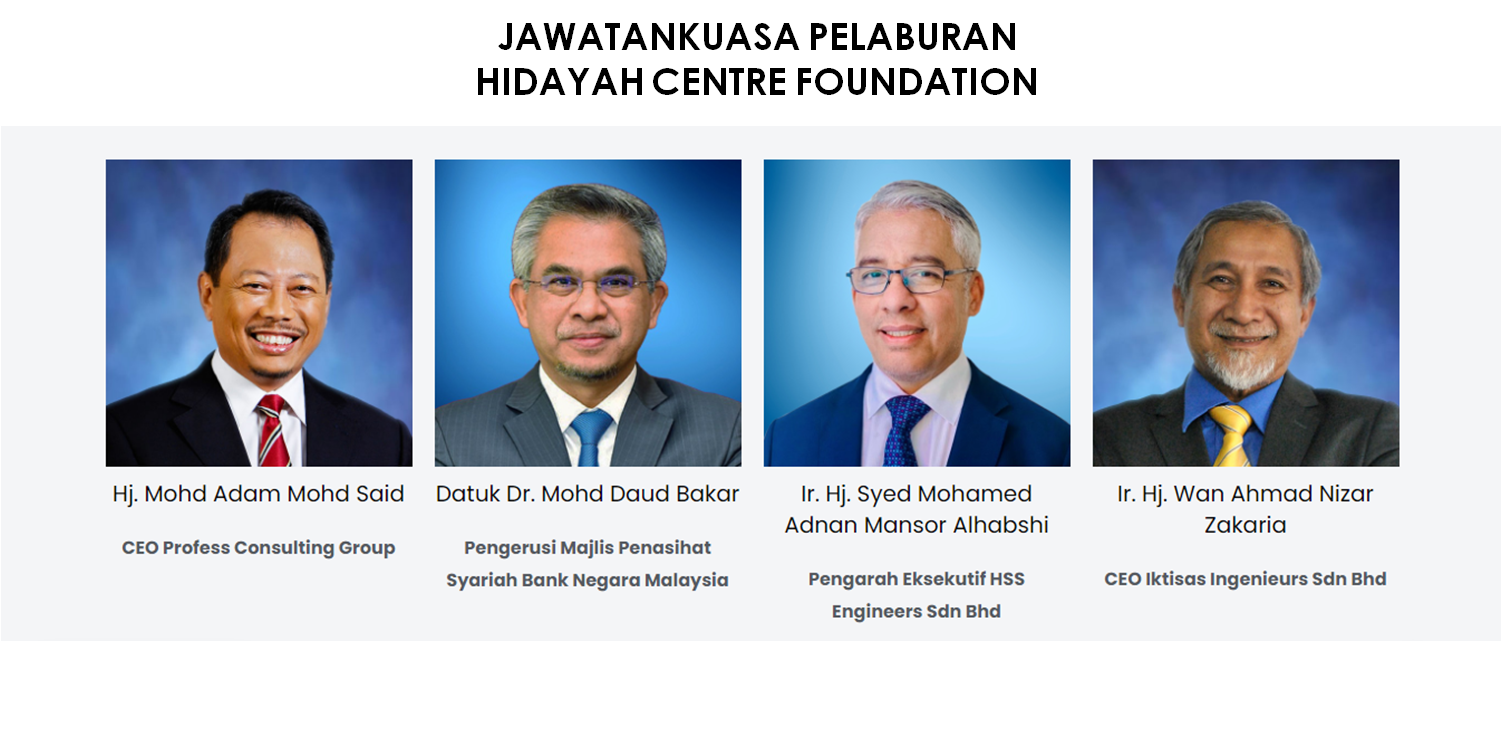 JAWATANKUASA PELABURAN
HIDAYAH CENTRE FOUNDATION
Hj. Mohd Adam Mohd Said
CEO Profess Consulting Group
Datuk Dr. Mohd Daud Bakar
Pengerusi Majlis Penasihat
Syariah Bank Negara Malaysia
Ir. Hj. Syed Mohamed
Adnan Mansor Alhabshi
Pengarah Eksekutif HSS
Engineers Sdn Bhd
Ir. Hj. Wan Ahmad Nizar
Zakaria
CEO Iktisas Ingenieurs Sdn Bhd